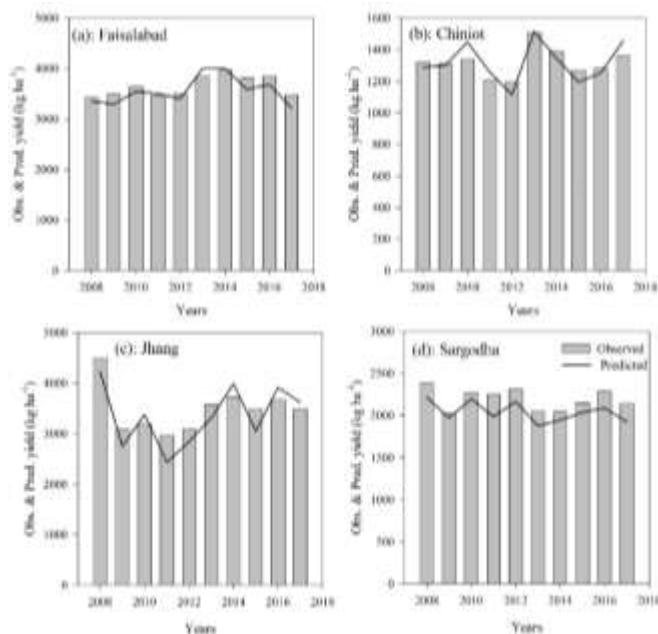 (a): Faisalabad
Obs. & Pred. yield (kg ha⁻¹)
5000
4000
3000
2000
1000
0
2008 2010 2012 2014 2016 2018
Years
(b): Chiniot
Obs. & Pred. yield (kg ha⁻¹)
1600
1400
1200
1000
800
600
400
200
0
2008 2010 2012 2014 2016 2018
Years
(c): Jhang
Obs. & Pred. yield (kg ha⁻¹)
5000
4000
3000
2000
1000
0
2008 2010 2012 2014 2016 2018
Years
(d): Sargodha
Observed
Predicted
Obs. & Pred. yield (kg ha⁻¹)
3000
2500
2000
1500
1000
500
0
2008 2010 2012 2014 2016 2018
Years